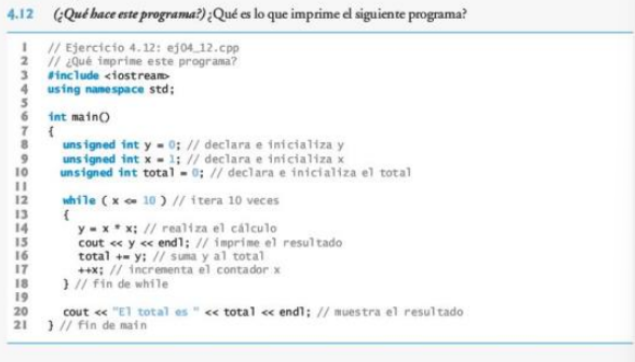 4.12 (¿Qué hace este programa?) ¿Qué es lo que imprime el siguiente programa?
1 // Ejercicio 4.12: ej04_12.cpp
2 // ¿Qué imprime este programa?
3 #include <iostream>
4 using namespace std;
5
6 int main()
7 {
8 unsigned int y = 0; // declara e inicializa y
9 unsigned int x = 1; // declara e inicializa x
10 unsigned int total = 0; // declara e inicializa el total
11
12 while ( x <= 10 ) // itera 10 veces
13 {
14 y = x * x; // realiza el cálculo
15 cout << y << endl; // imprime el resultado
16 total += y; // suma y al total
17 ++x; // incrementa el contador x
18 } // fin de while
19
20 cout << "El total es " << total << endl; // muestra el resultado
21 } // fin de main